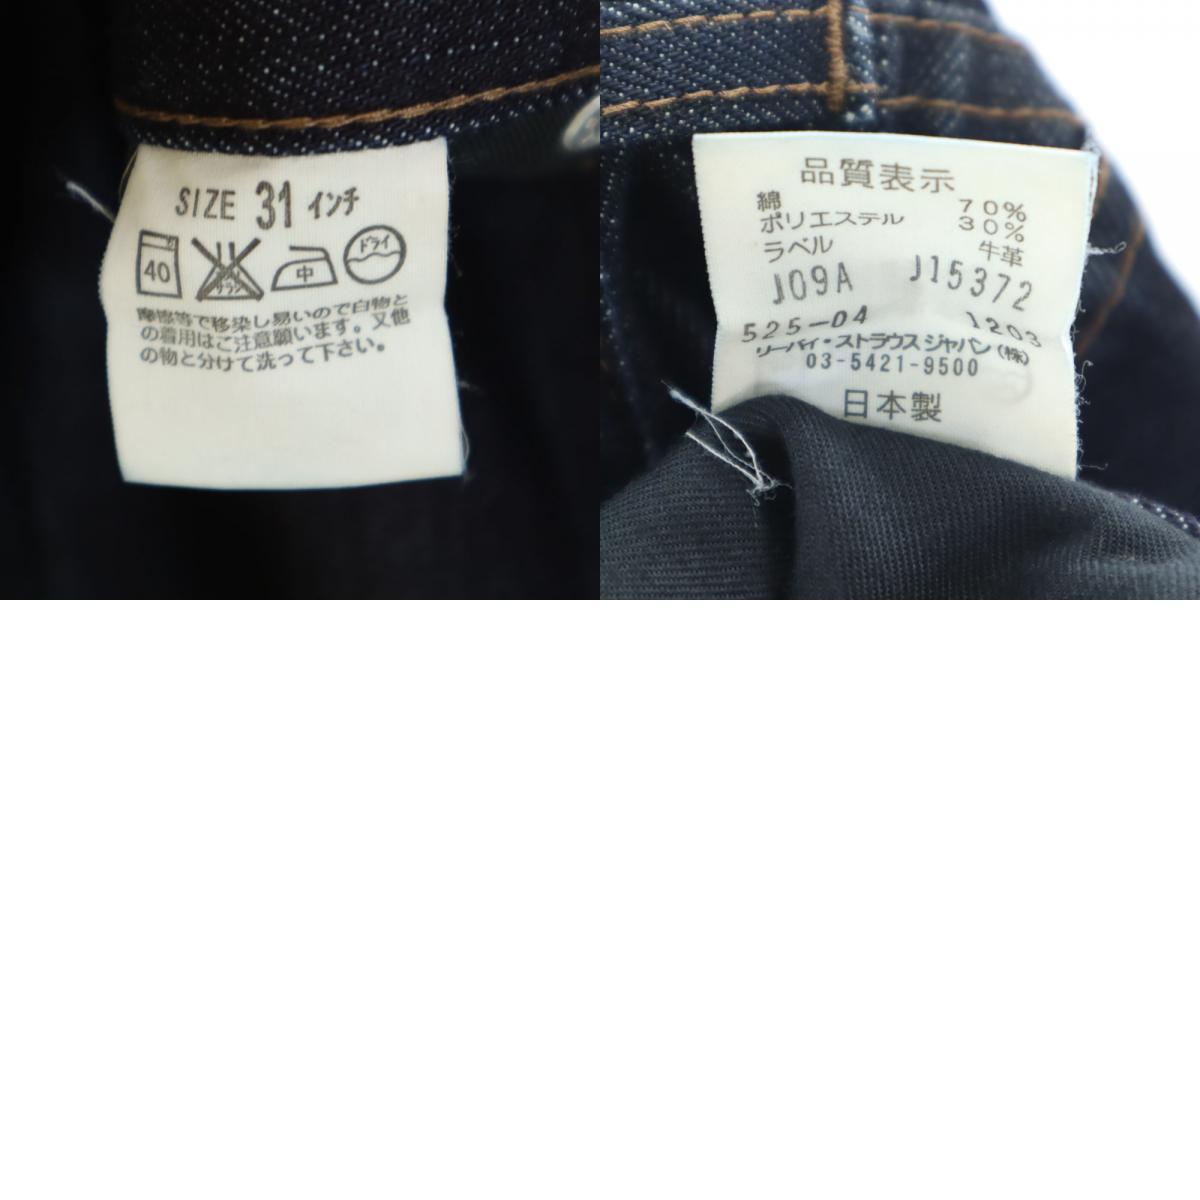 SIZE 31 インチ
40 サラシ 中 ドライ
摩擦等で移染し易いので白物と
の着用はご注意願います。又他
の物と分けて洗って下さい。
品質表示
綿 70%
ポリエステル 30%
ラベル 牛革
J09A J15372
525-04 1203
リーバイ・ストラウス ジャパン(株)
03-5421-9500
日本製